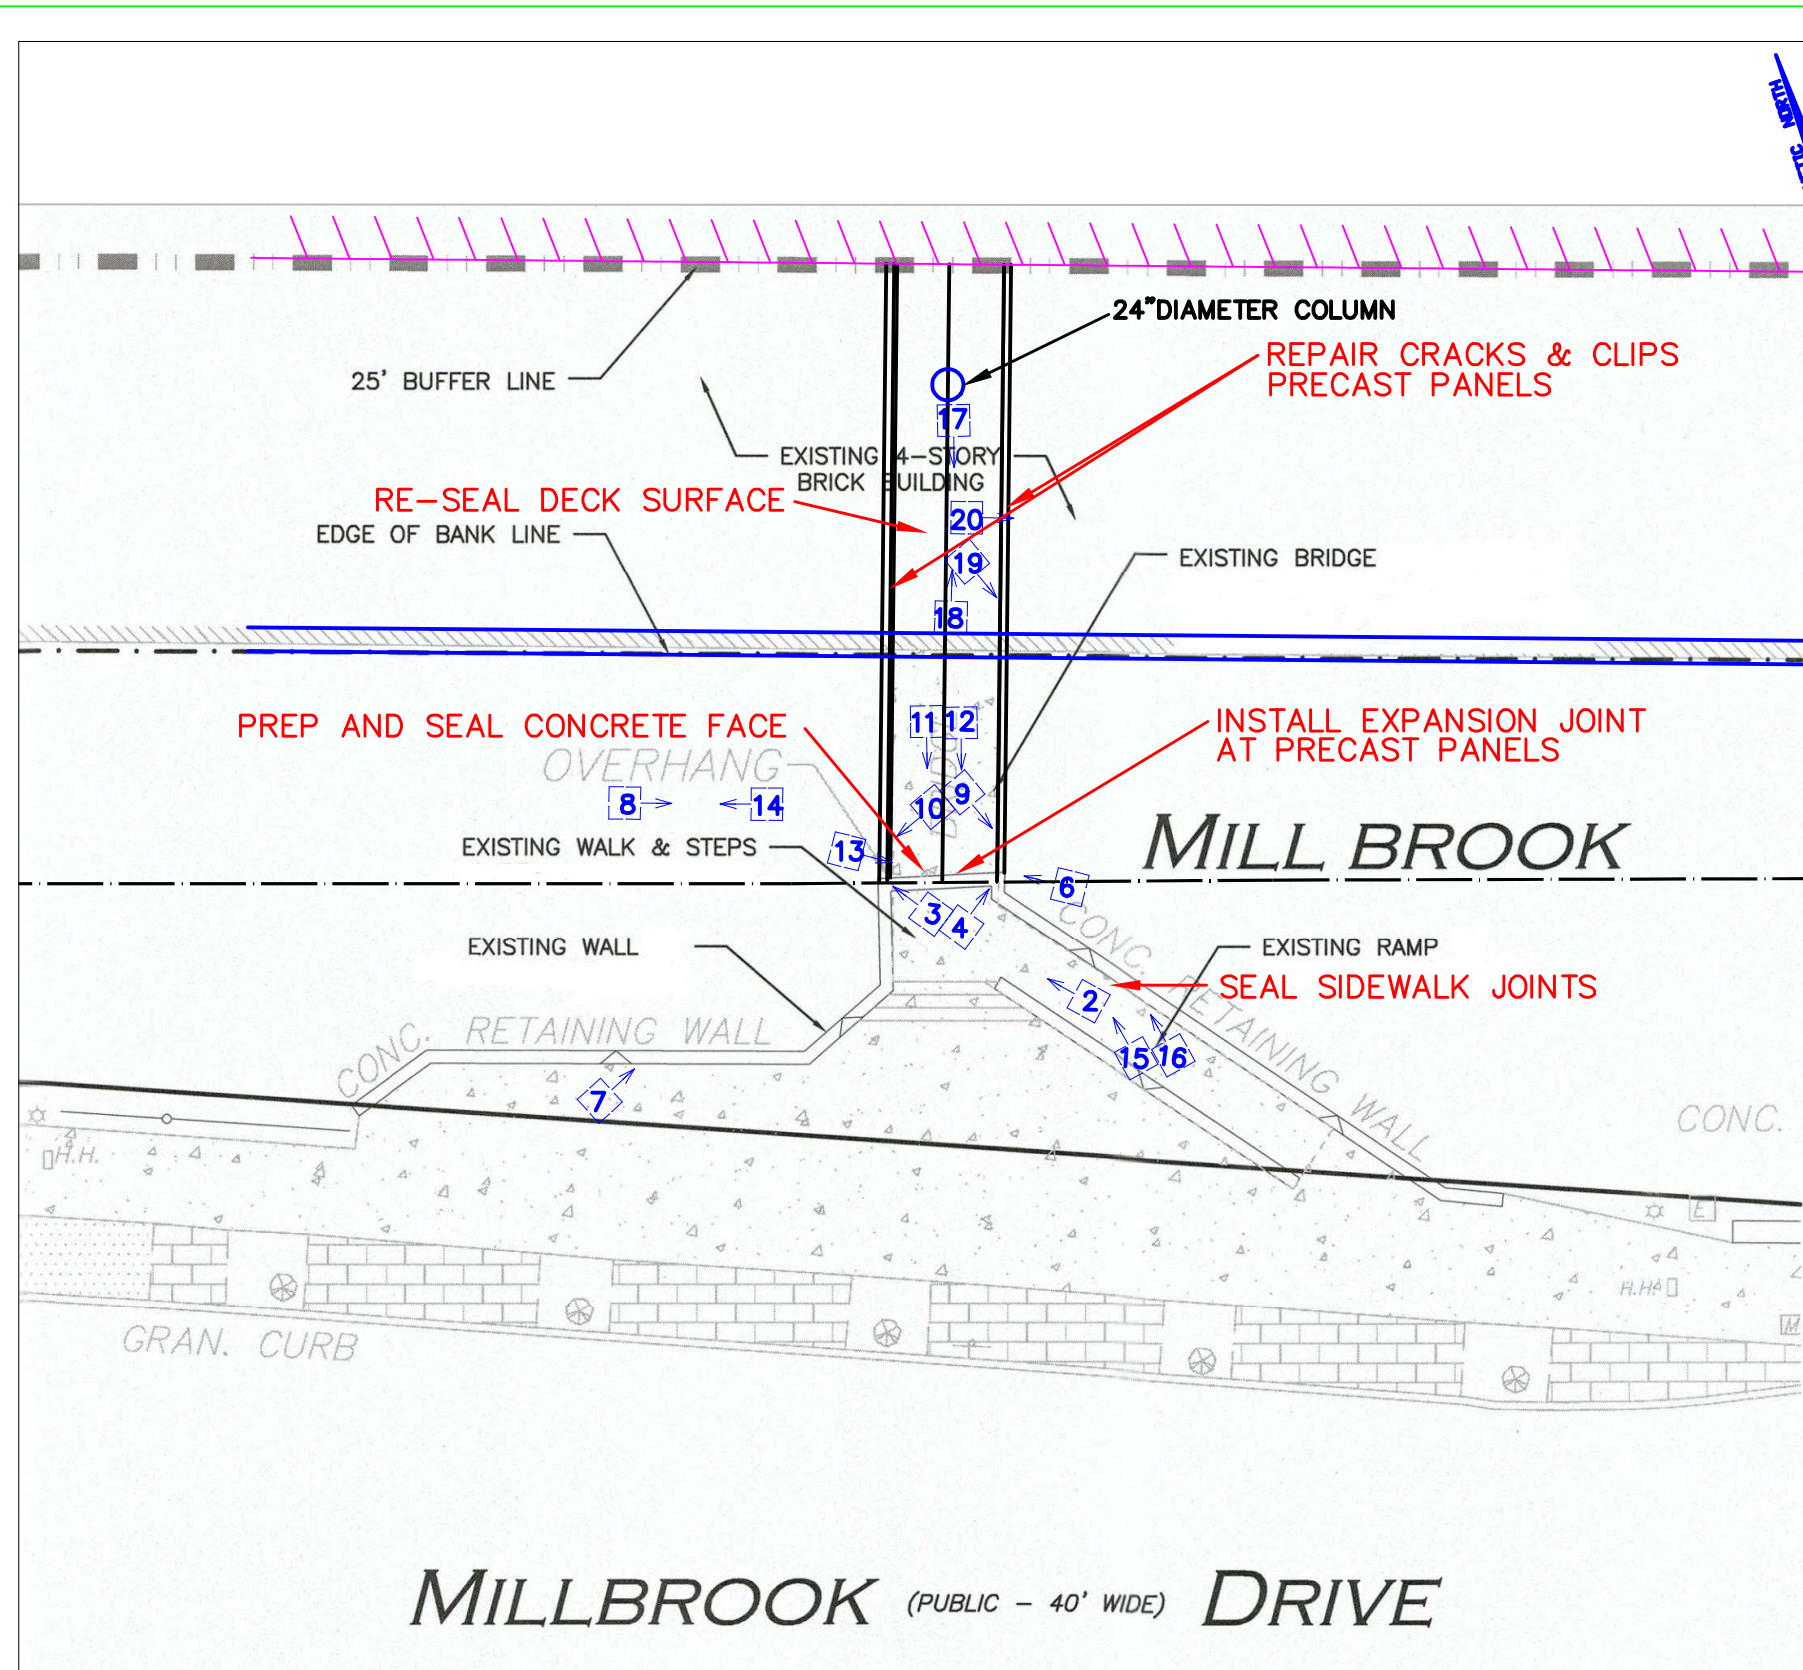 NORTH
24"DIAMETER COLUMN
REPAIR CRACKS & CLIPS
PRECAST PANELS
25' BUFFER LINE
17
EXISTING 4-STORY
BRICK BUILDING
RE-SEAL DECK SURFACE
20
EDGE OF BANK LINE
EXISTING BRIDGE
19
18
PREP AND SEAL CONCRETE FACE
11
12
INSTALL EXPANSION JOINT
AT PRECAST PANELS
OVERHANG
8
14
10
9
MILL BROOK
EXISTING WALK & STEPS
13
6
3
4
CONC. RETAINING WALL
EXISTING WALL
EXISTING RAMP
SEAL SIDEWALK JOINTS
2
CONC. RETAINING WALL
15
16
7
CONC.
H.H.
E
H.H.
M
GRAN. CURB
MILLBROOK (PUBLIC - 40' WIDE) DRIVE